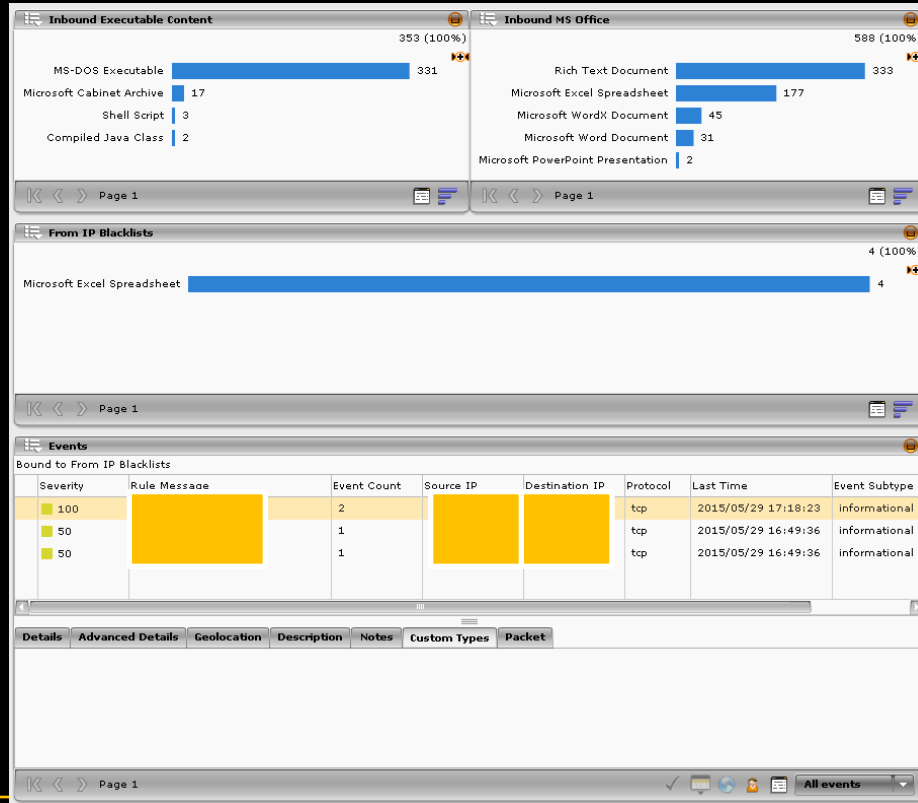 Inbound Executable Content
353 (100%)
MS-DOS Executable 331
Microsoft Cabinet Archive 17
Shell Script 3
Compiled Java Class 2
Page 1
Inbound MS Office
588 (100%
Rich Text Document 333
Microsoft Excel Spreadsheet 177
Microsoft WordX Document 45
Microsoft Word Document 31
Microsoft PowerPoint Presentation 2
Page 1
From IP Blacklists
4 (100%
Microsoft Excel Spreadsheet 4
Page 1
Events
Bound to From IP Blacklists
Severity Rule Message Event Count Source IP Destination IP Protocol Last Time Event Subtype
100 2 tcp 2015/05/29 17:18:23 informational
50 1 tcp 2015/05/29 16:49:36 informational
50 1 tcp 2015/05/29 16:49:36 informational
Details Advanced Details Geolocation Description Notes Custom Types Packet
Page 1 All events